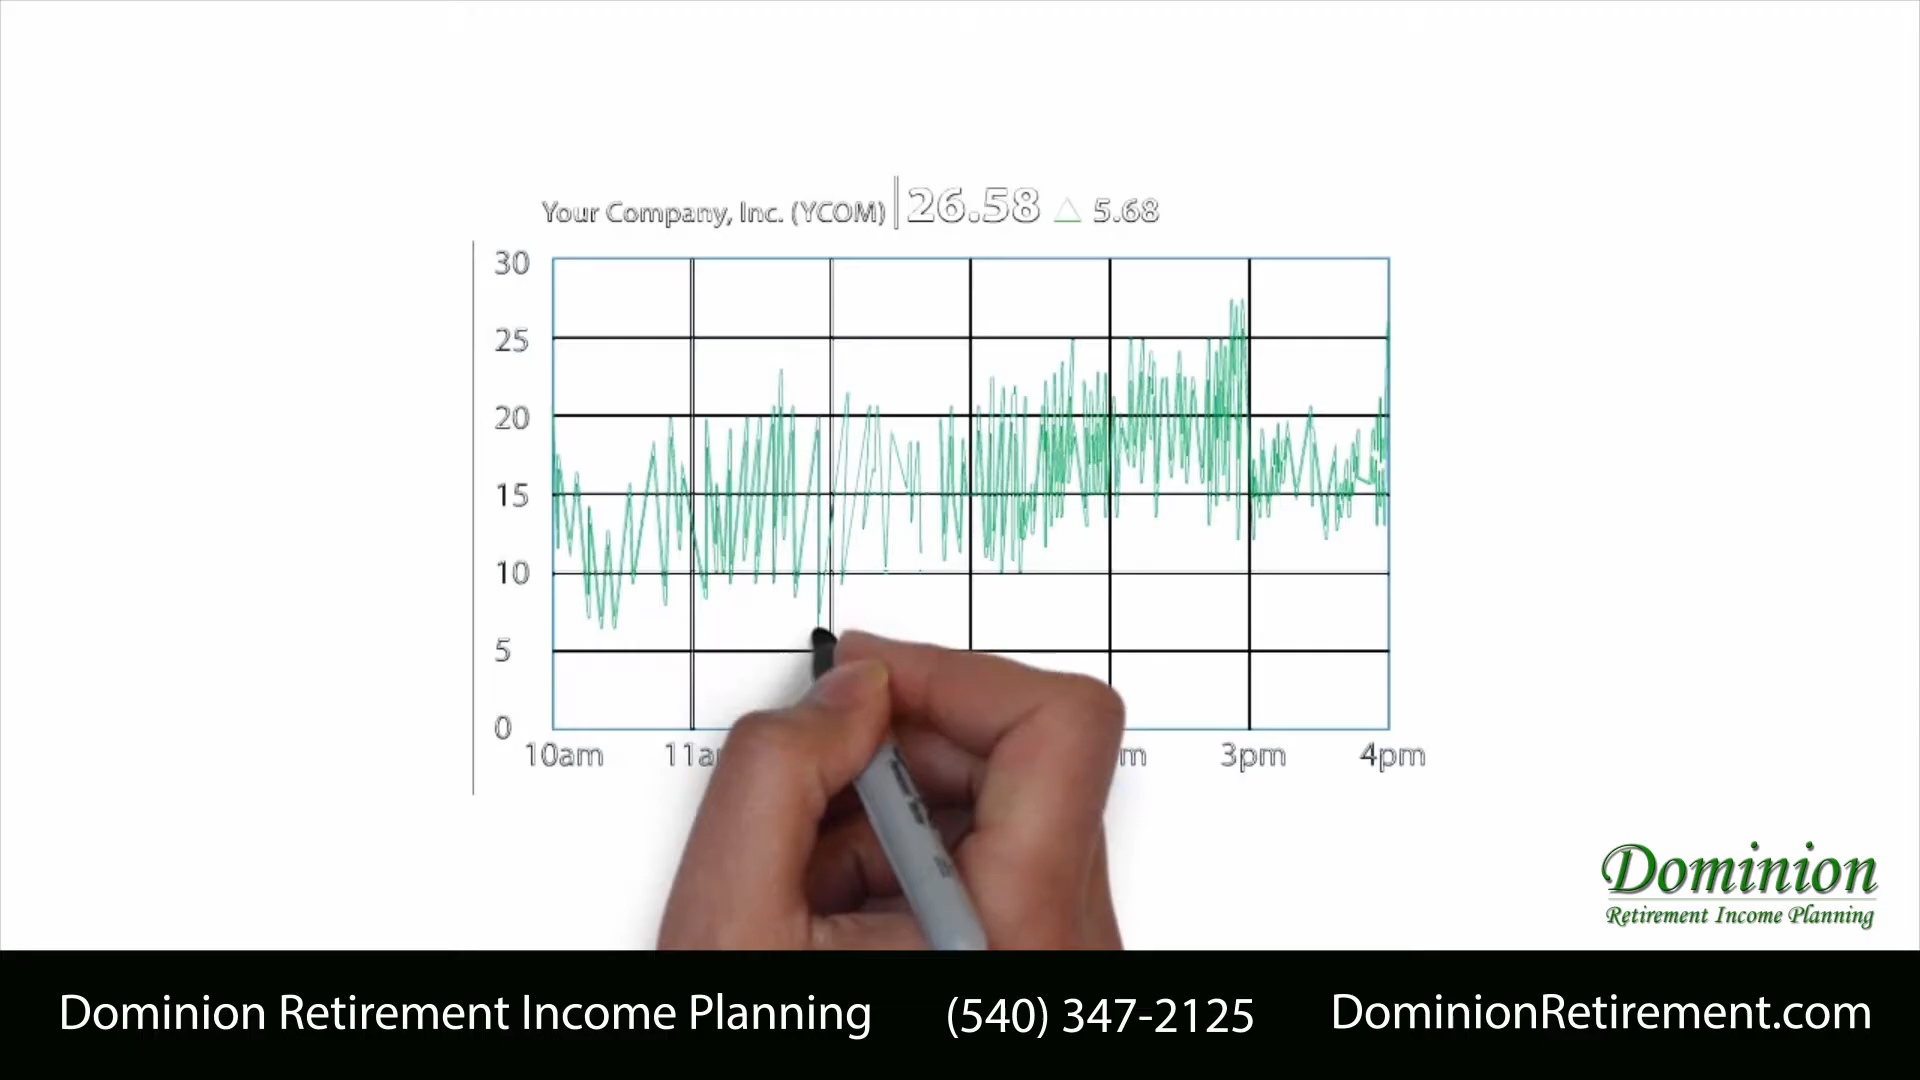 Your Company, Inc. (YCOM) 26.58 △ 5.68
30
25
20
15
10
5
0
10am 3pm 4pm
Dominion
Retirement Income Planning
Dominion Retirement Income Planning (540) 347-2125 DominionRetirement.com